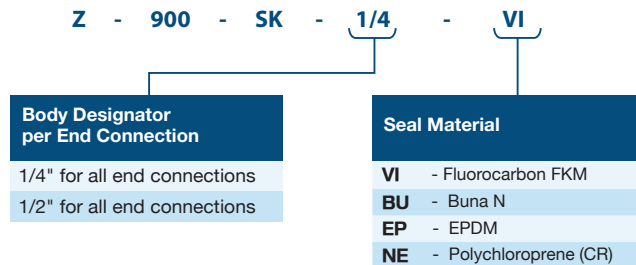 Z - 900 - SK - 1/4 - VI
Body Designator
per End Connection
1/4" for all end connections
1/2" for all end connections
Seal Material
VI - Fluorocarbon FKM
BU - Buna N
EP - EPDM
NE - Polychloroprene (CR)